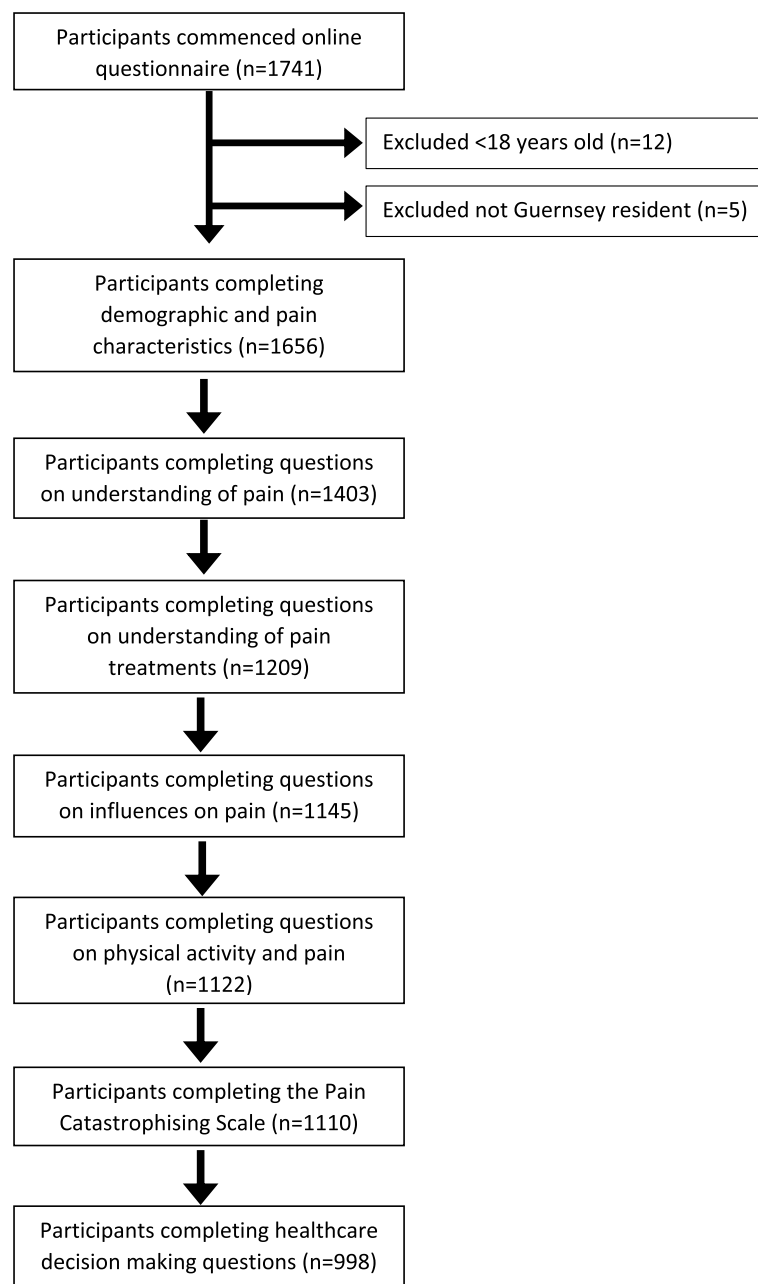 Participants commenced online
questionnaire (n=1741)
Excluded <18 years old (n=12)
Excluded not Guernsey resident (n=5)
Participants completing
demographic and pain
characteristics (n=1656)
Participants completing questions
on understanding of pain (n=1403)
Participants completing questions
on understanding of pain
treatments (n=1209)
Participants completing questions
on influences on pain (n=1145)
Participants completing questions
on physical activity and pain
(n=1122)
Participants completing the Pain
Catastrophising Scale (n=1110)
Participants completing healthcare
decision making questions (n=998)